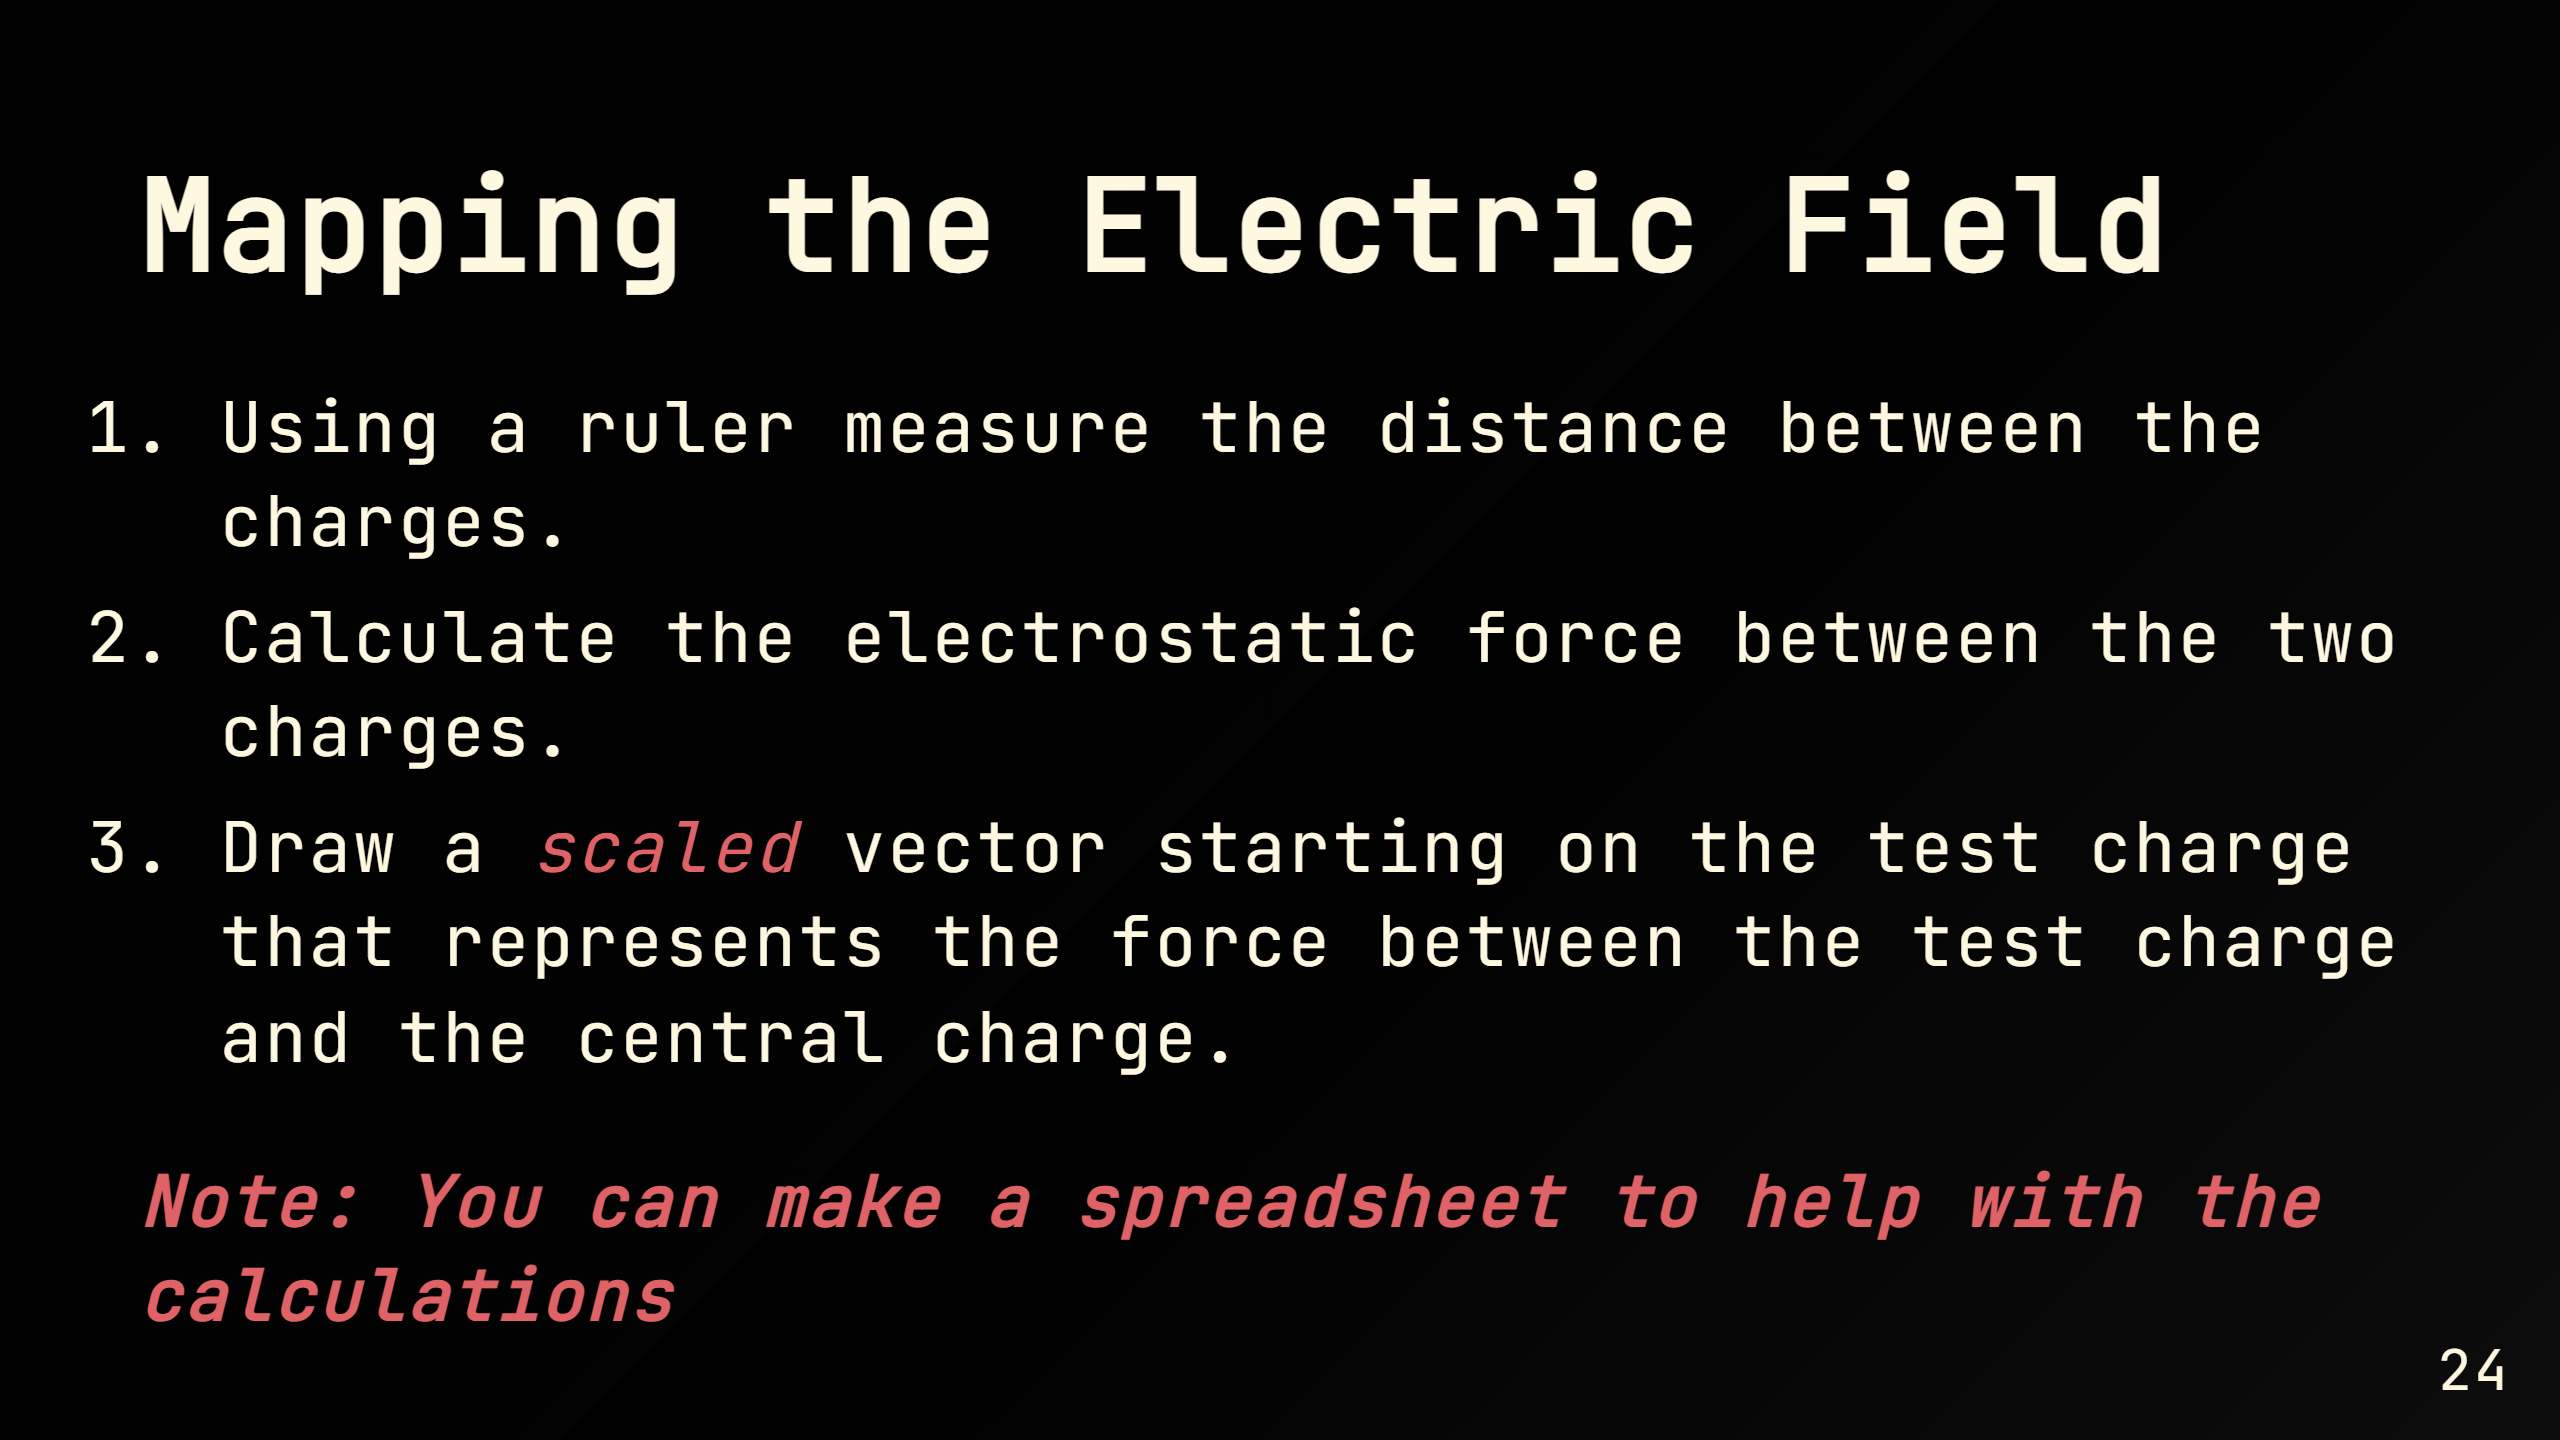 Mapping the Electric Field
1. Using a ruler measure the distance between the
charges.
2. Calculate the electrostatic force between the two
charges.
3. Draw a scaled vector starting on the test charge
that represents the force between the test charge
and the central charge.
Note: You can make a spreadsheet to help with the
calculations
24